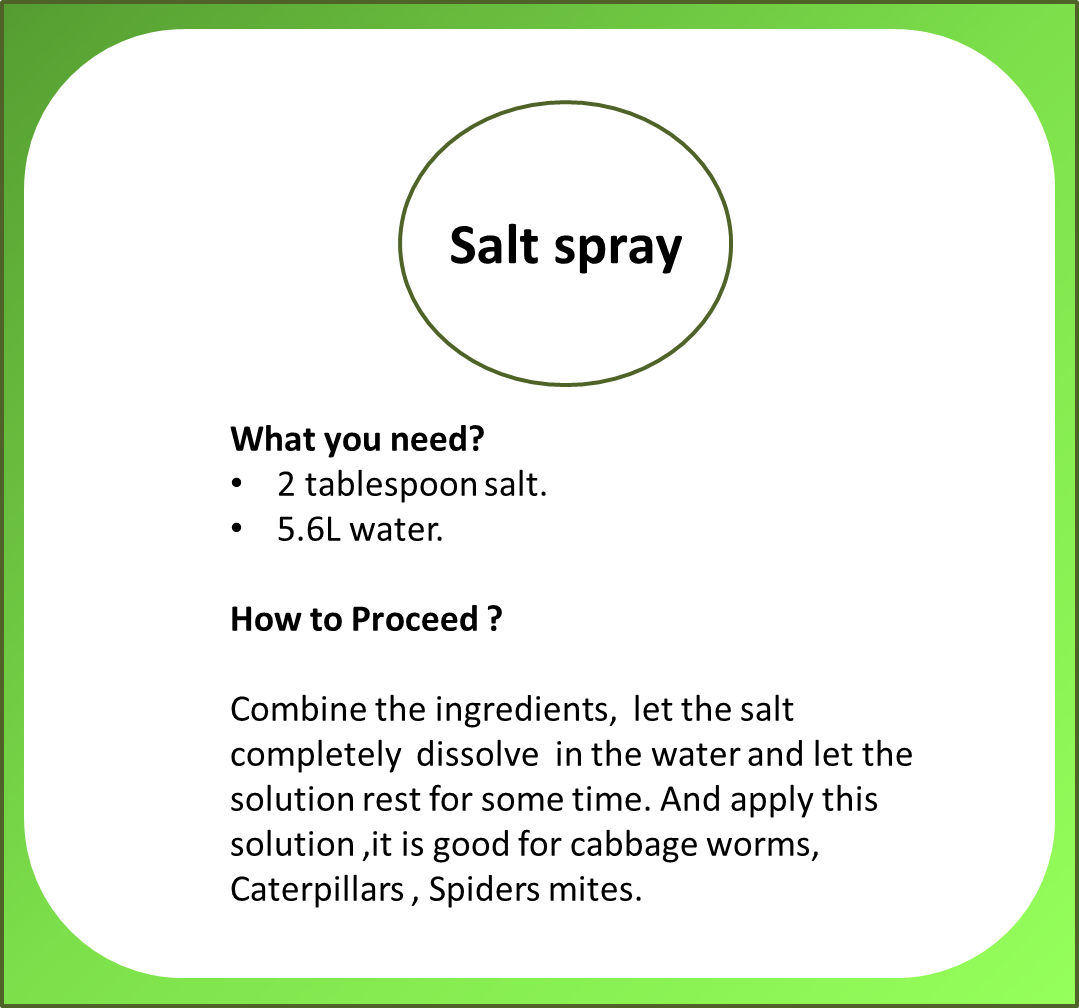 Salt spray
What you need?
• 2 tablespoon salt.
• 5.6L water.
How to Proceed ?
Combine the ingredients, let the salt
completely dissolve in the water and let the
solution rest for some time. And apply this
solution ,it is good for cabbage worms,
Caterpillars , Spiders mites.